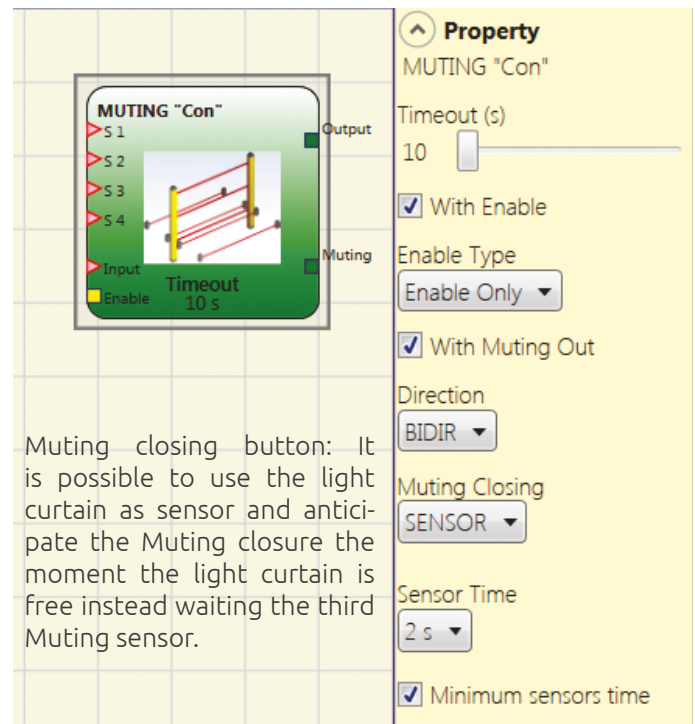 MUTING "Con"
S 1
S 2
S 3
S 4
Input
Enable
Output
Muting
Timeout
10 s
Muting closing button: It
is possible to use the light
curtain as sensor and antici-
pate the Muting closure the
moment the light curtain is
free instead waiting the third
Muting sensor.
Property
MUTING "Con"
Timeout (s)
10
With Enable
Enable Type
Enable Only
With Muting Out
Direction
BIDIR
Muting Closing
SENSOR
Sensor Time
2 s
Minimum sensors time